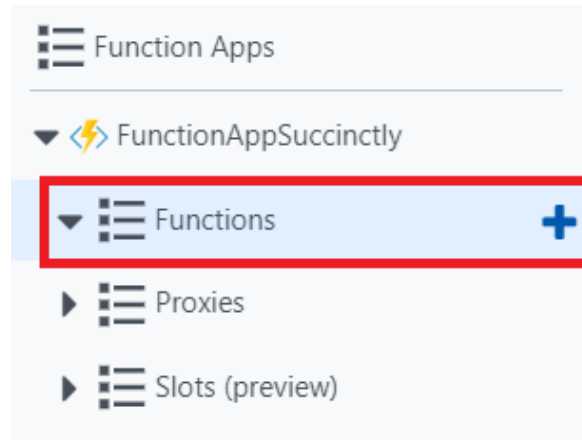 Function Apps
FunctionAppSuccinctly
Functions
Proxies
Slots (preview)